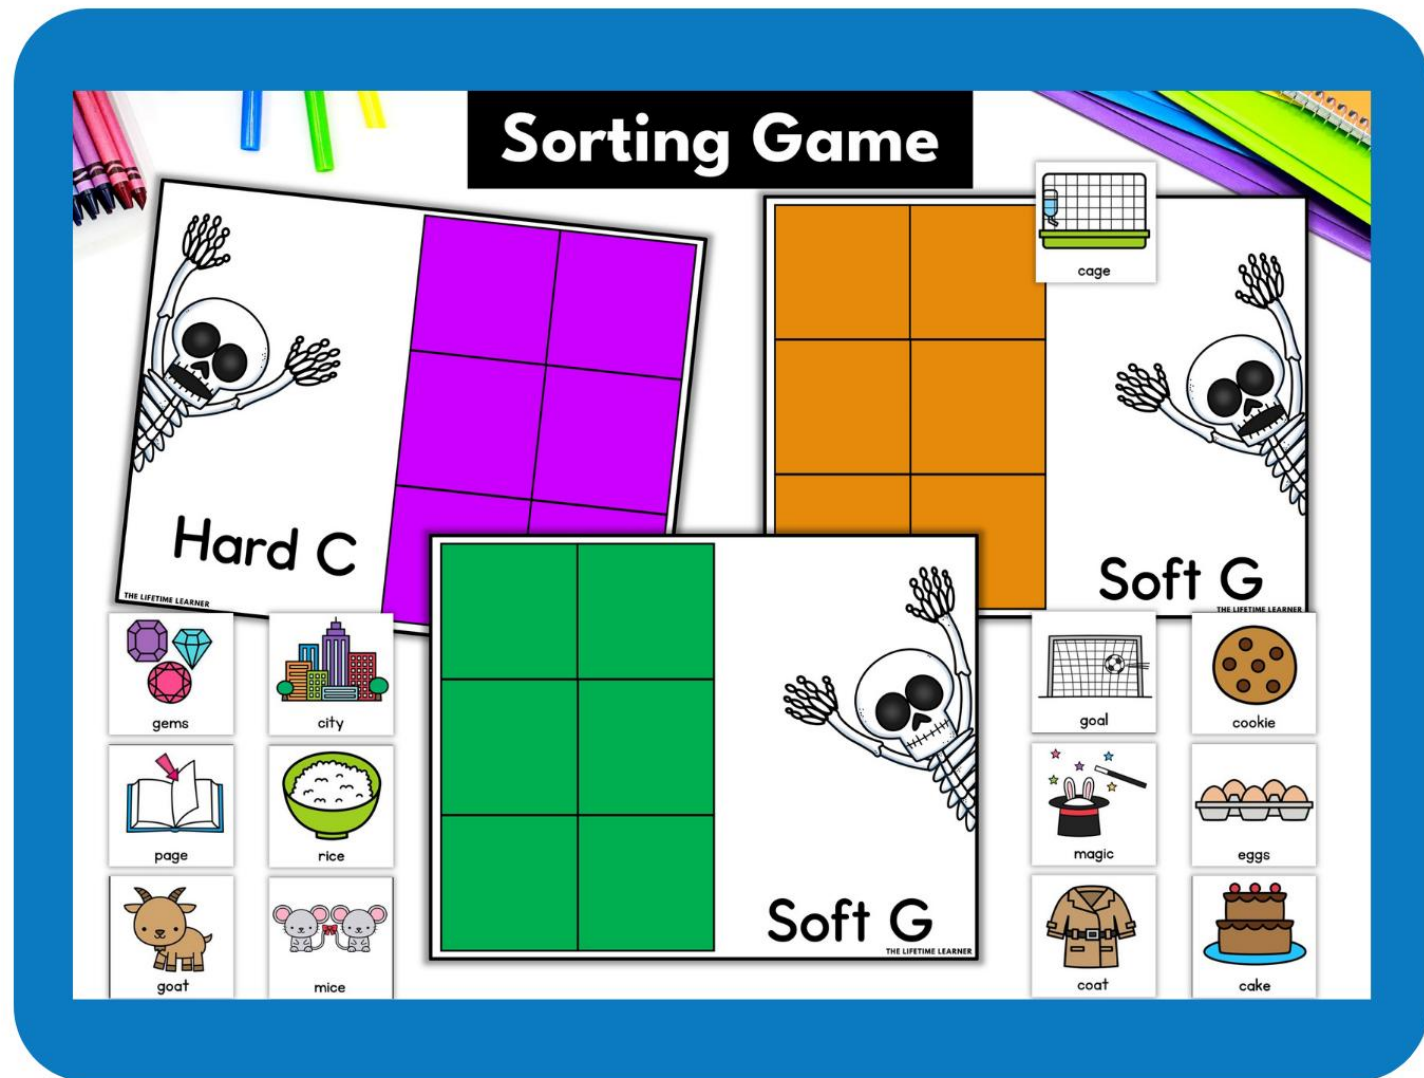 Sorting Game
cage
Hard C
THE LIFETIME LEARNER
Soft G
THE LIFETIME LEARNER
gems
city
goal
cookie
page
rice
magic
eggs
Soft G
THE LIFETIME LEARNER
goat
mice
coat
cake